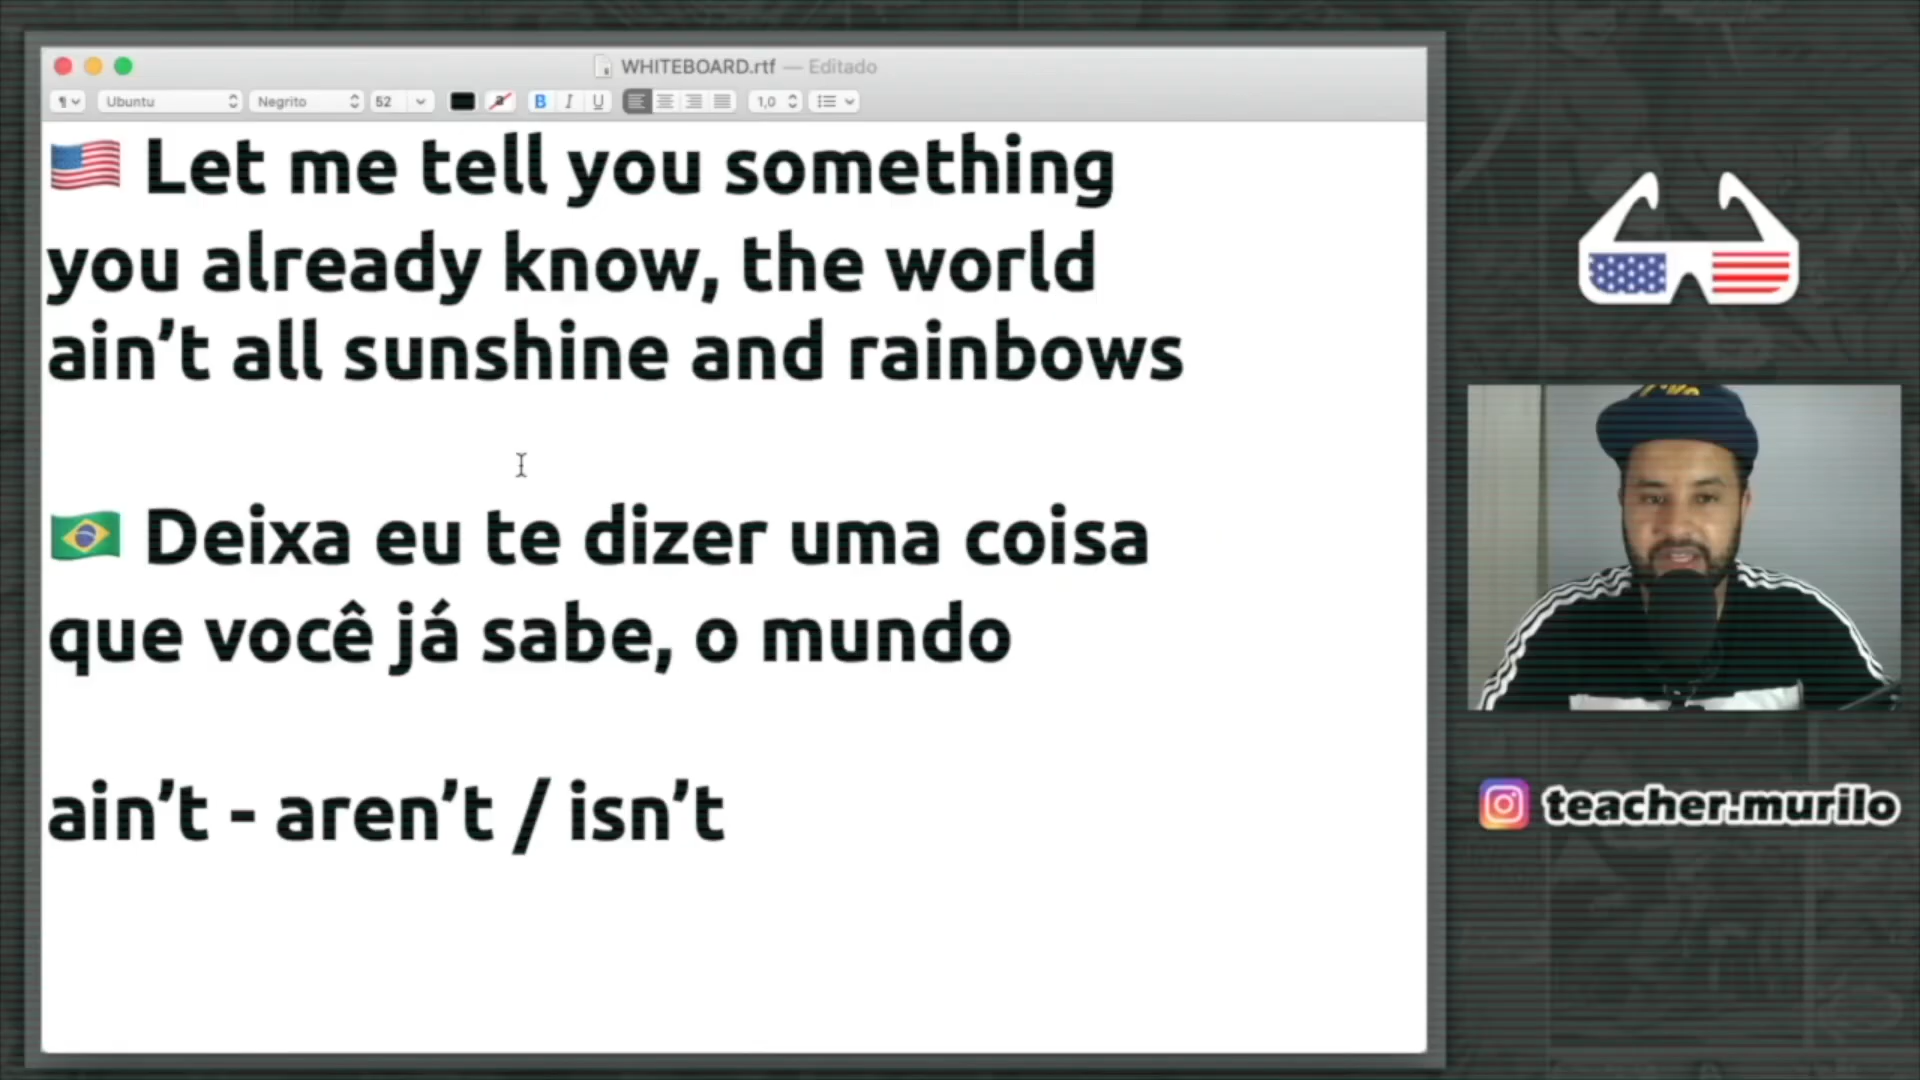 WHITEBOARD.rtf — Editado
Ubuntu Negrito 52 B I U 1,0
Let me tell you something
you already know, the world
ain’t all sunshine and rainbows
Deixa eu te dizer uma coisa
que você já sabe, o mundo
ain’t - aren’t / isn’t
teacher.murilo